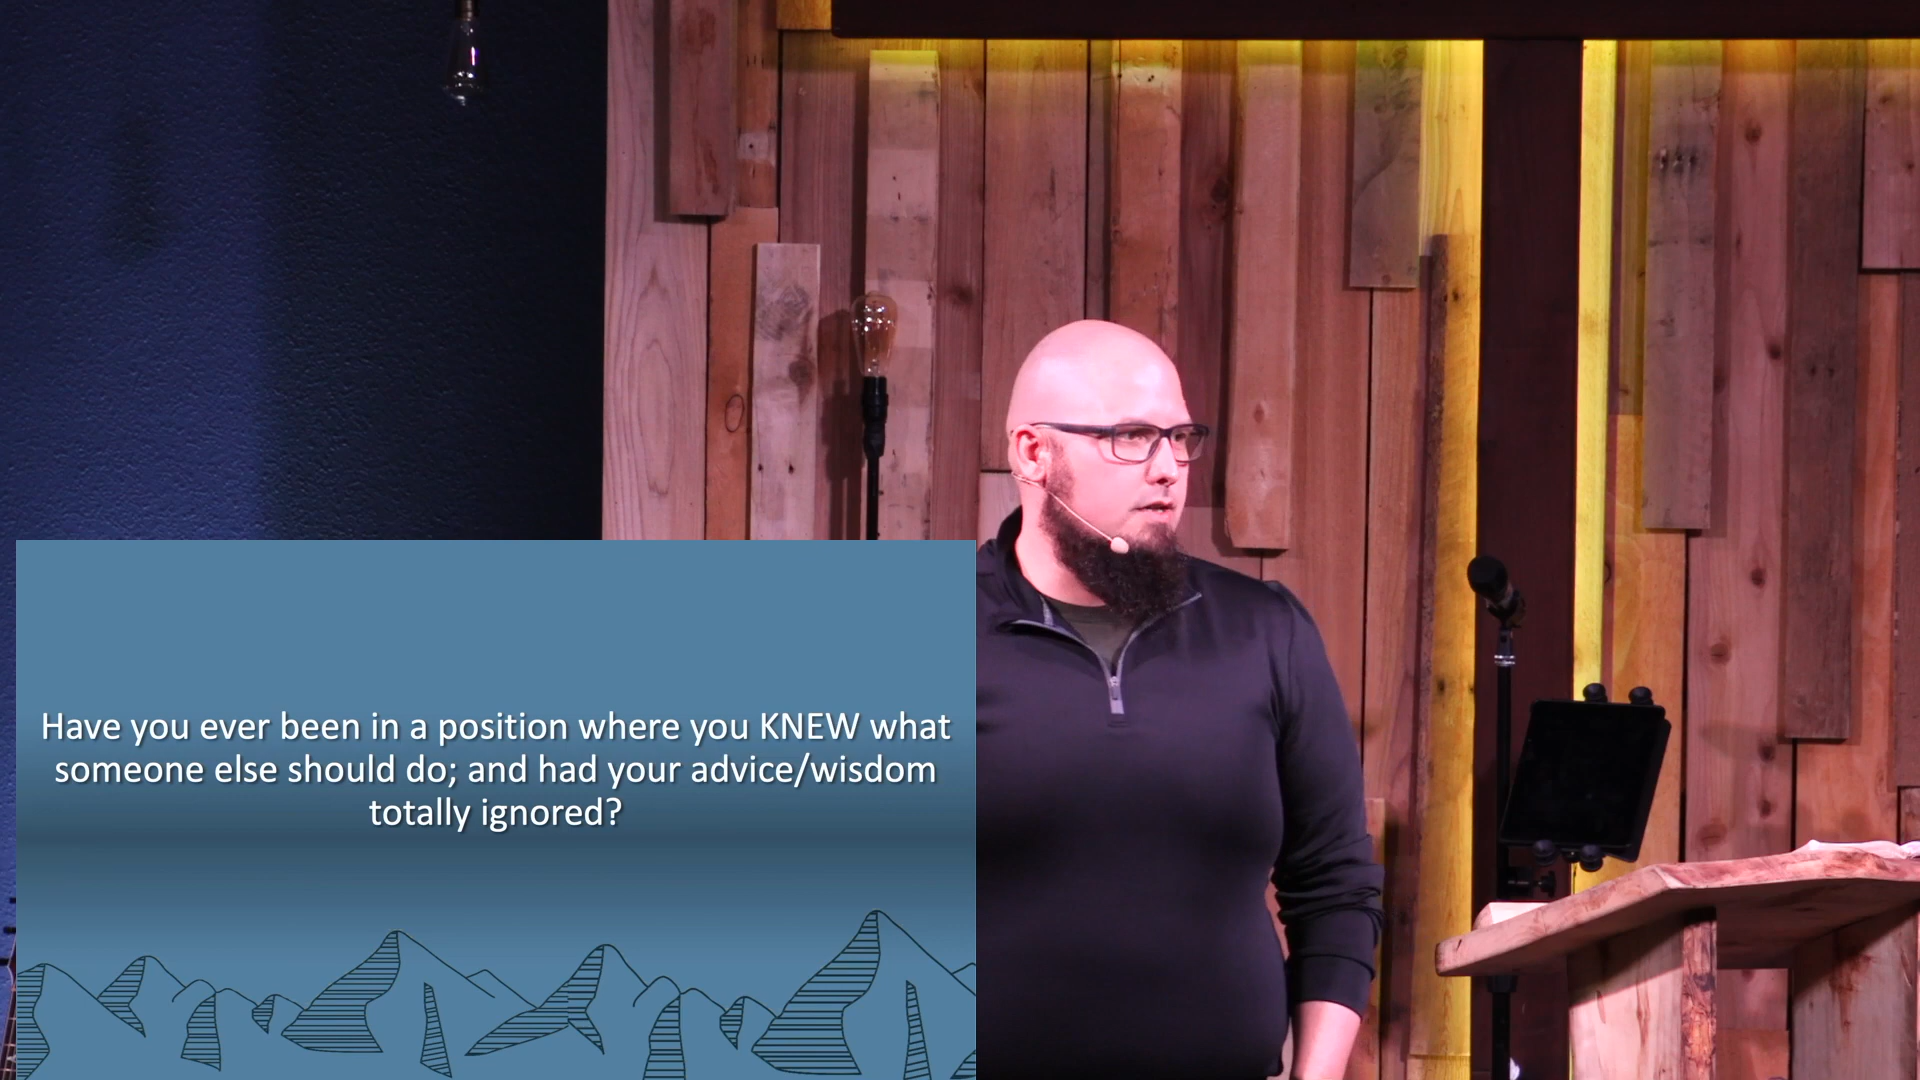 Have you ever been in a position where you KNEW what
someone else should do; and had your advice/wisdom
totally ignored?